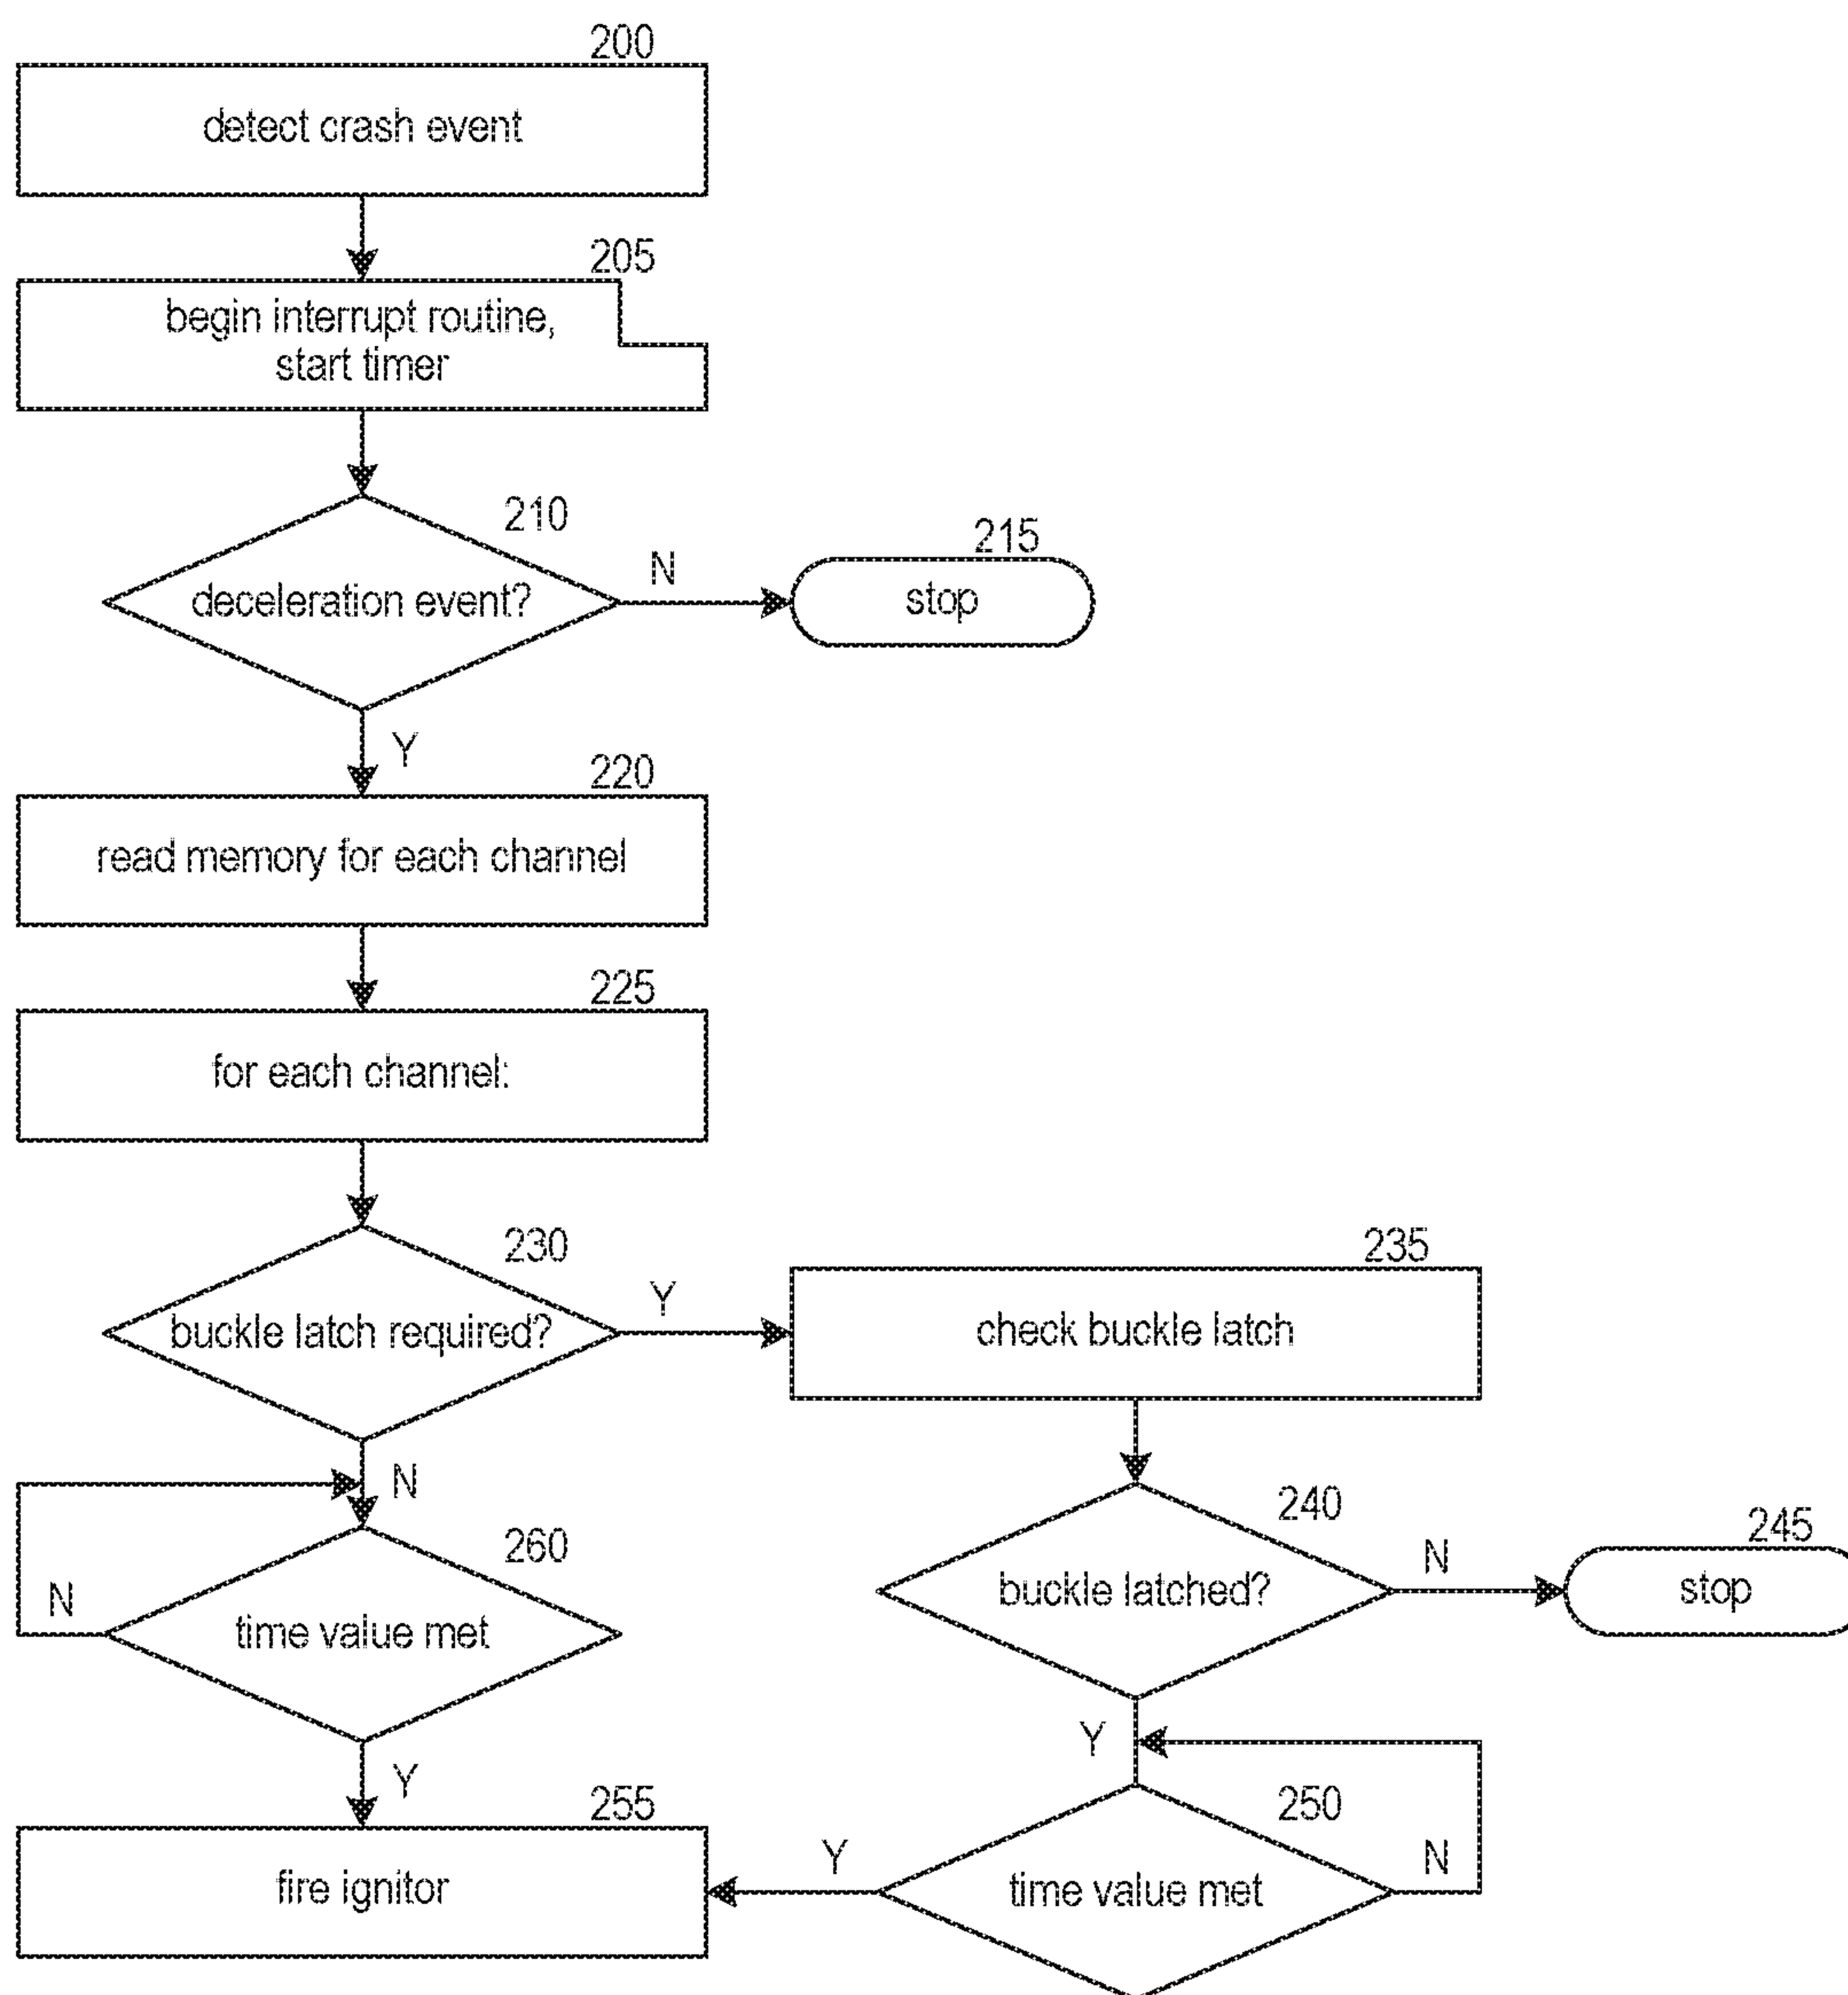 200
detect crash event
205
begin interrupt routine,
start timer
210
deceleration event?
N
215
stop
Y
220
read memory for each channel
225
for each channel:
230
buckle latch required?
Y
235
check buckle latch
N
240
buckle latched?
N
245
stop
260
time value met
N
Y
Y
250
time value met
N
Y
255
fire ignitor